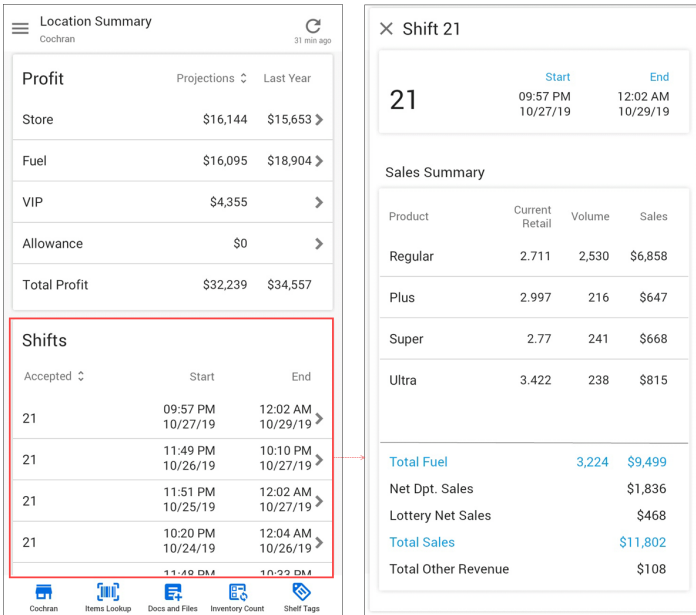 Location Summary
Cochran
31 min ago
Profit Projections Last Year
Store $16,144 $15,653
Fuel $16,095 $18,904
VIP $4,355
Allowance $0
Total Profit $32,239 $34,557
Shifts
Accepted Start End
21 09:57 PM 10/27/19 12:02 AM 10/29/19
21 11:49 PM 10/26/19 10:10 PM 10/27/19
21 11:51 PM 10/25/19 12:02 AM 10/27/19
21 10:20 PM 10/24/19 12:04 AM 10/26/19
11:48 PM 10:33 PM
Cochran Items Lookup Docs and Files Inventory Count Shelf Tags
Shift 21
Start End
21 09:57 PM 10/27/19 12:02 AM 10/29/19
Sales Summary
Product Current Retail Volume Sales
Regular 2.711 2,530 $6,858
Plus 2.997 216 $647
Super 2.77 241 $668
Ultra 3.422 238 $815
Total Fuel 3,224 $9,499
Net Dpt. Sales $1,836
Lottery Net Sales $468
Total Sales $11,802
Total Other Revenue $108